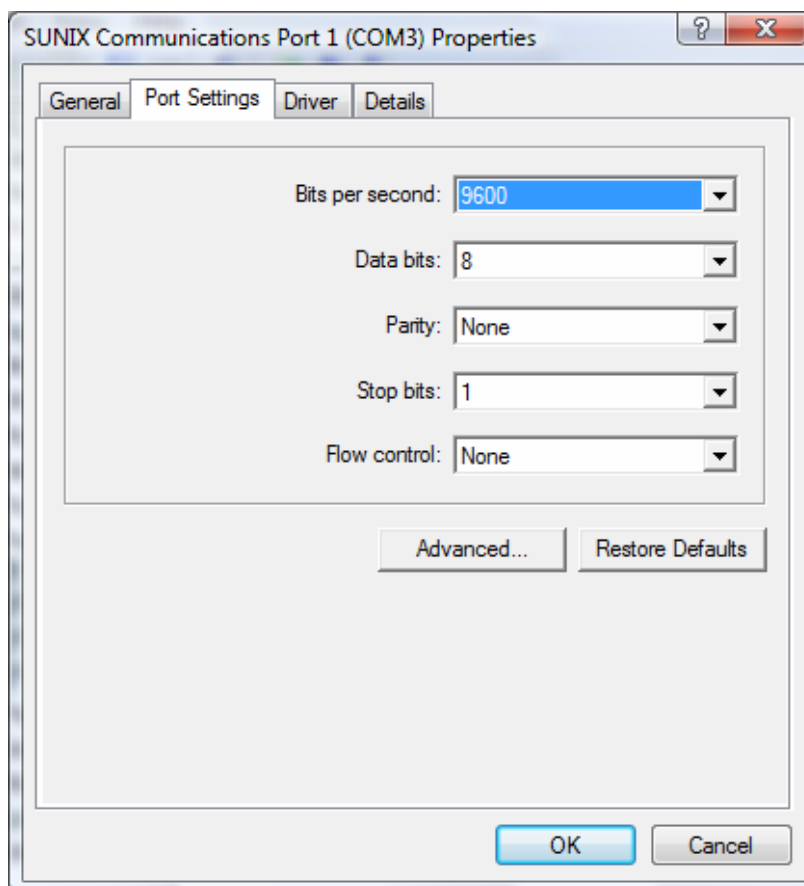 SUNIX Communications Port 1 (COM3) Properties
General Port Settings Driver Details
Bits per second: 9600
Data bits: 8
Parity: None
Stop bits: 1
Flow control: None
Advanced... Restore Defaults
OK Cancel